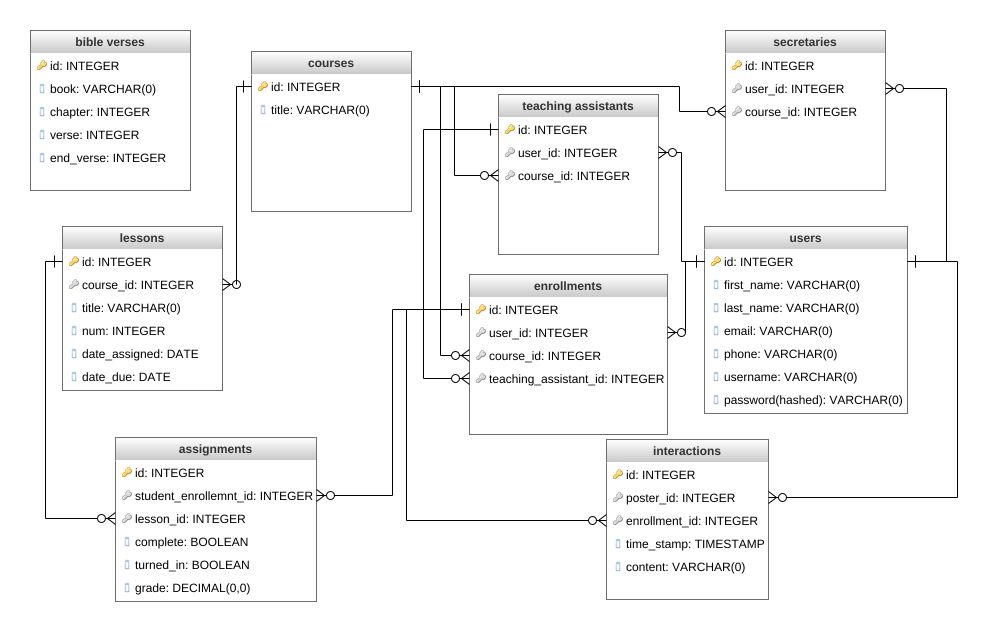 bible verses
id: INTEGER
book: VARCHAR(0)
chapter: INTEGER
verse: INTEGER
end_verse: INTEGER
courses
id: INTEGER
title: VARCHAR(0)
teaching assistants
id: INTEGER
user_id: INTEGER
course_id: INTEGER
secretaries
id: INTEGER
user_id: INTEGER
course_id: INTEGER
lessons
id: INTEGER
course_id: INTEGER
title: VARCHAR(0)
num: INTEGER
date_assigned: DATE
date_due: DATE
enrollments
id: INTEGER
user_id: INTEGER
course_id: INTEGER
teaching_assistant_id: INTEGER
users
id: INTEGER
first_name: VARCHAR(0)
last_name: VARCHAR(0)
email: VARCHAR(0)
phone: VARCHAR(0)
username: VARCHAR(0)
password(hashed): VARCHAR(0)
assignments
id: INTEGER
student_enrollemnt_id: INTEGER
lesson_id: INTEGER
complete: BOOLEAN
turned_in: BOOLEAN
grade: DECIMAL(0,0)
interactions
id: INTEGER
poster_id: INTEGER
enrollment_id: INTEGER
time_stamp: TIMESTAMP
content: VARCHAR(0)